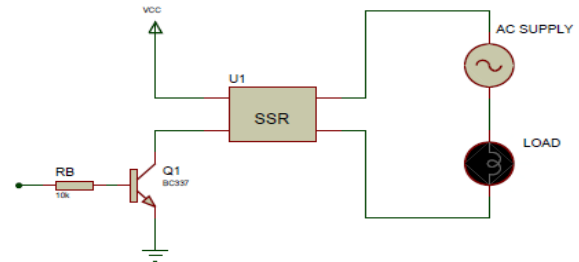 VCC
AC SUPPLY
U1
SSR
LOAD
RB
10k
Q1
BC337